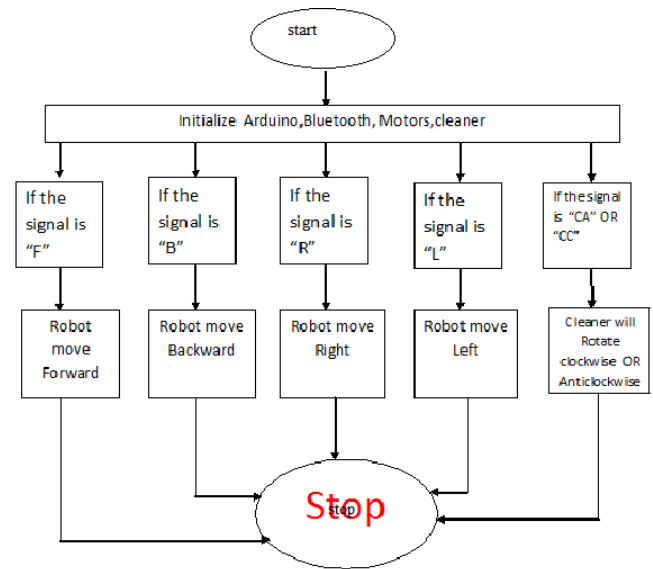 start
Initialize Arduino,Bluetooth, Motors,cleaner
If the
signal is
“F”
If the
signal is
“B”
If the
signal is
“R”
If the
signal is
“L”
If the signal
is “CA” OR
“CC”
Robot
move
Forward
Robot move
Backward
Robot move
Right
Robot move
Left
Cleaner will
Rotate
clockwise OR
Anticlockwise
Stop
stop